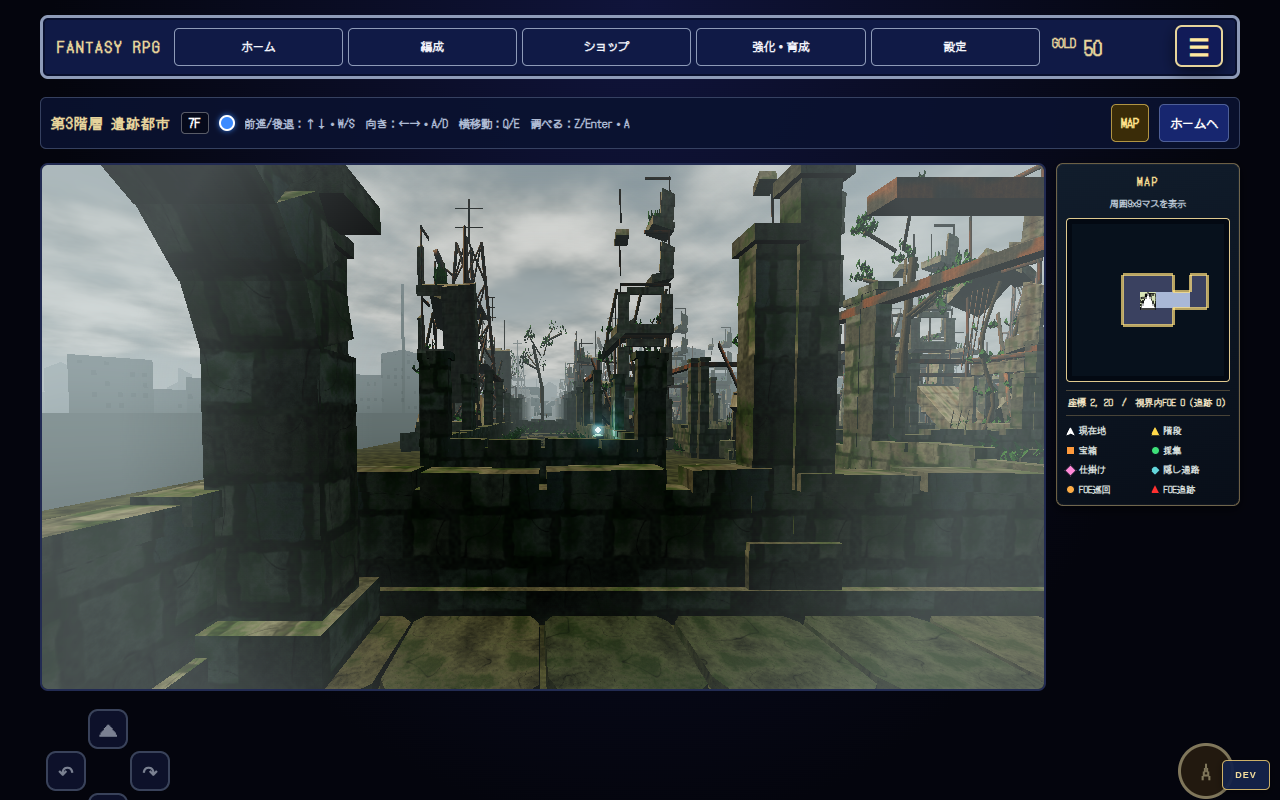 FANTASY RPG
ホーム
編成
ショップ
強化・育成
設定
GOLD 50
第3階層 遺跡都市
7F
前進/後退：↑↓・W/S 向き：←→・A/D 横移動：Q/E 調べる：Z/Enter・A
MAP
ホームへ
MAP
周囲9x9マスを表示
座標 2, 20 / 視界内FOE 0 (追跡 0)
現在地
階段
宝箱
採集
仕掛け
隠し通路
FOE巡回
FOE追跡
A
DEV